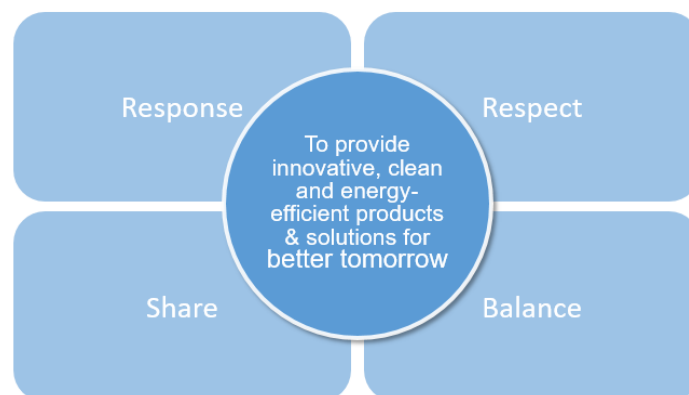 Response
Respect
To provide
innovative, clean
and energy-
efficient products
& solutions for
better tomorrow
Share
Balance